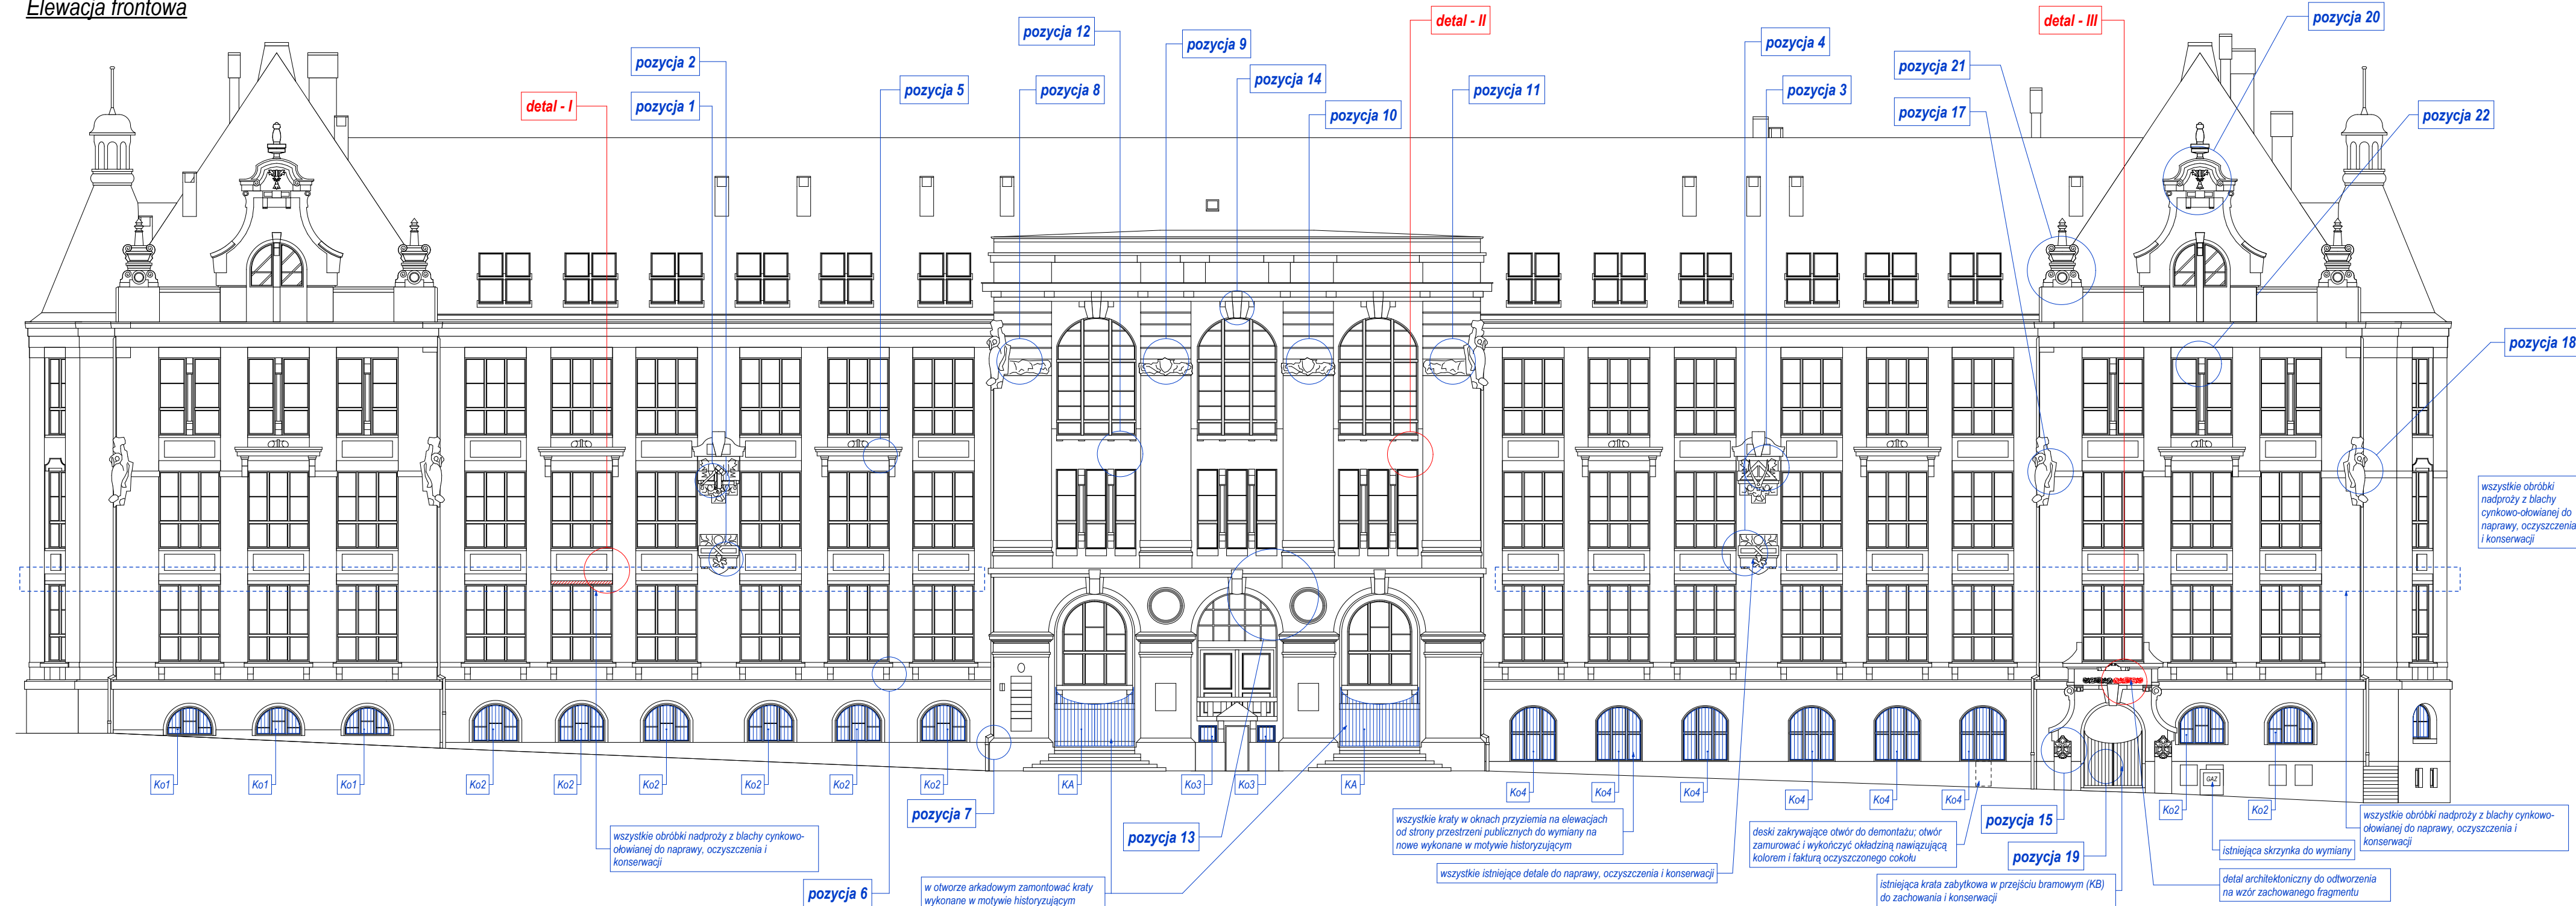 Elewacja frontowa
pozycja 12
detal - II
detal - III
pozycja 20
pozycja 2
pozycja 9
pozycja 4
pozycja 21
pozycja 14
pozycja 5
pozycja 8
pozycja 11
pozycja 3
detal - I
pozycja 1
pozycja 10
pozycja 17
pozycja 22
pozycja 18
wszystkie obróbki
nadproży z blachy
cynkowo-ołowianej do
naprawy, oczyszczenia
i konserwacji
Ko1
Ko1
Ko1
Ko2
Ko2
Ko2
Ko2
Ko2
Ko2
KA
Ko3
Ko3
KA
Ko4
Ko4
Ko4
Ko4
Ko4
Ko4
GAZ
Ko2
Ko2
pozycja 7
pozycja 13
pozycja 15
pozycja 19
pozycja 6
wszystkie obróbki nadproży z blachy cynkowo-
ołowianej do naprawy, oczyszczenia i
konserwacji
w otworze arkadowym zamontować kraty
wykonane w motywie historyzującym
wszystkie kraty w oknach przyziemia na elewacjach
od strony przestrzeni publicznych do wymiany na
nowe wykonane w motywie historyzującym
wszystkie istniejące detale do naprawy, oczyszczenia i konserwacji
deski zakrywające otwór do demontażu; otwór
zamurować i wykończyć okładziną nawiązującą
kolorem i fakturą oczyszczonego cokołu
istniejąca krata zabytkowa w przejściu bramowym (KB)
do zachowania i konserwacji
wszystkie obróbki nadproży z blachy cynkowo-
ołowianej do naprawy, oczyszczenia i
konserwacji
istniejąca skrzynka do wymiany
detal architektoniczny do odtworzenia
na wzór zachowanego fragmentu